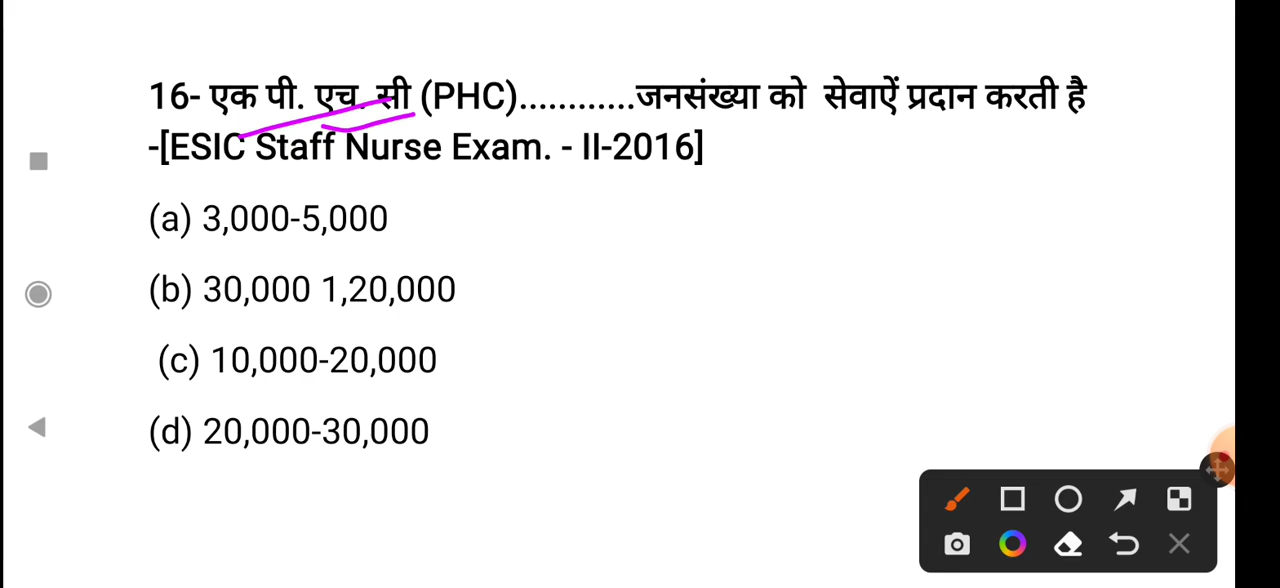 16- एक पी. एच. सी (PHC)............जनसंख्या को सेवाऐं प्रदान करती है
-[ESIC Staff Nurse Exam. - II-2016]
(a) 3,000-5,000
(b) 30,000 1,20,000
(c) 10,000-20,000
(d) 20,000-30,000